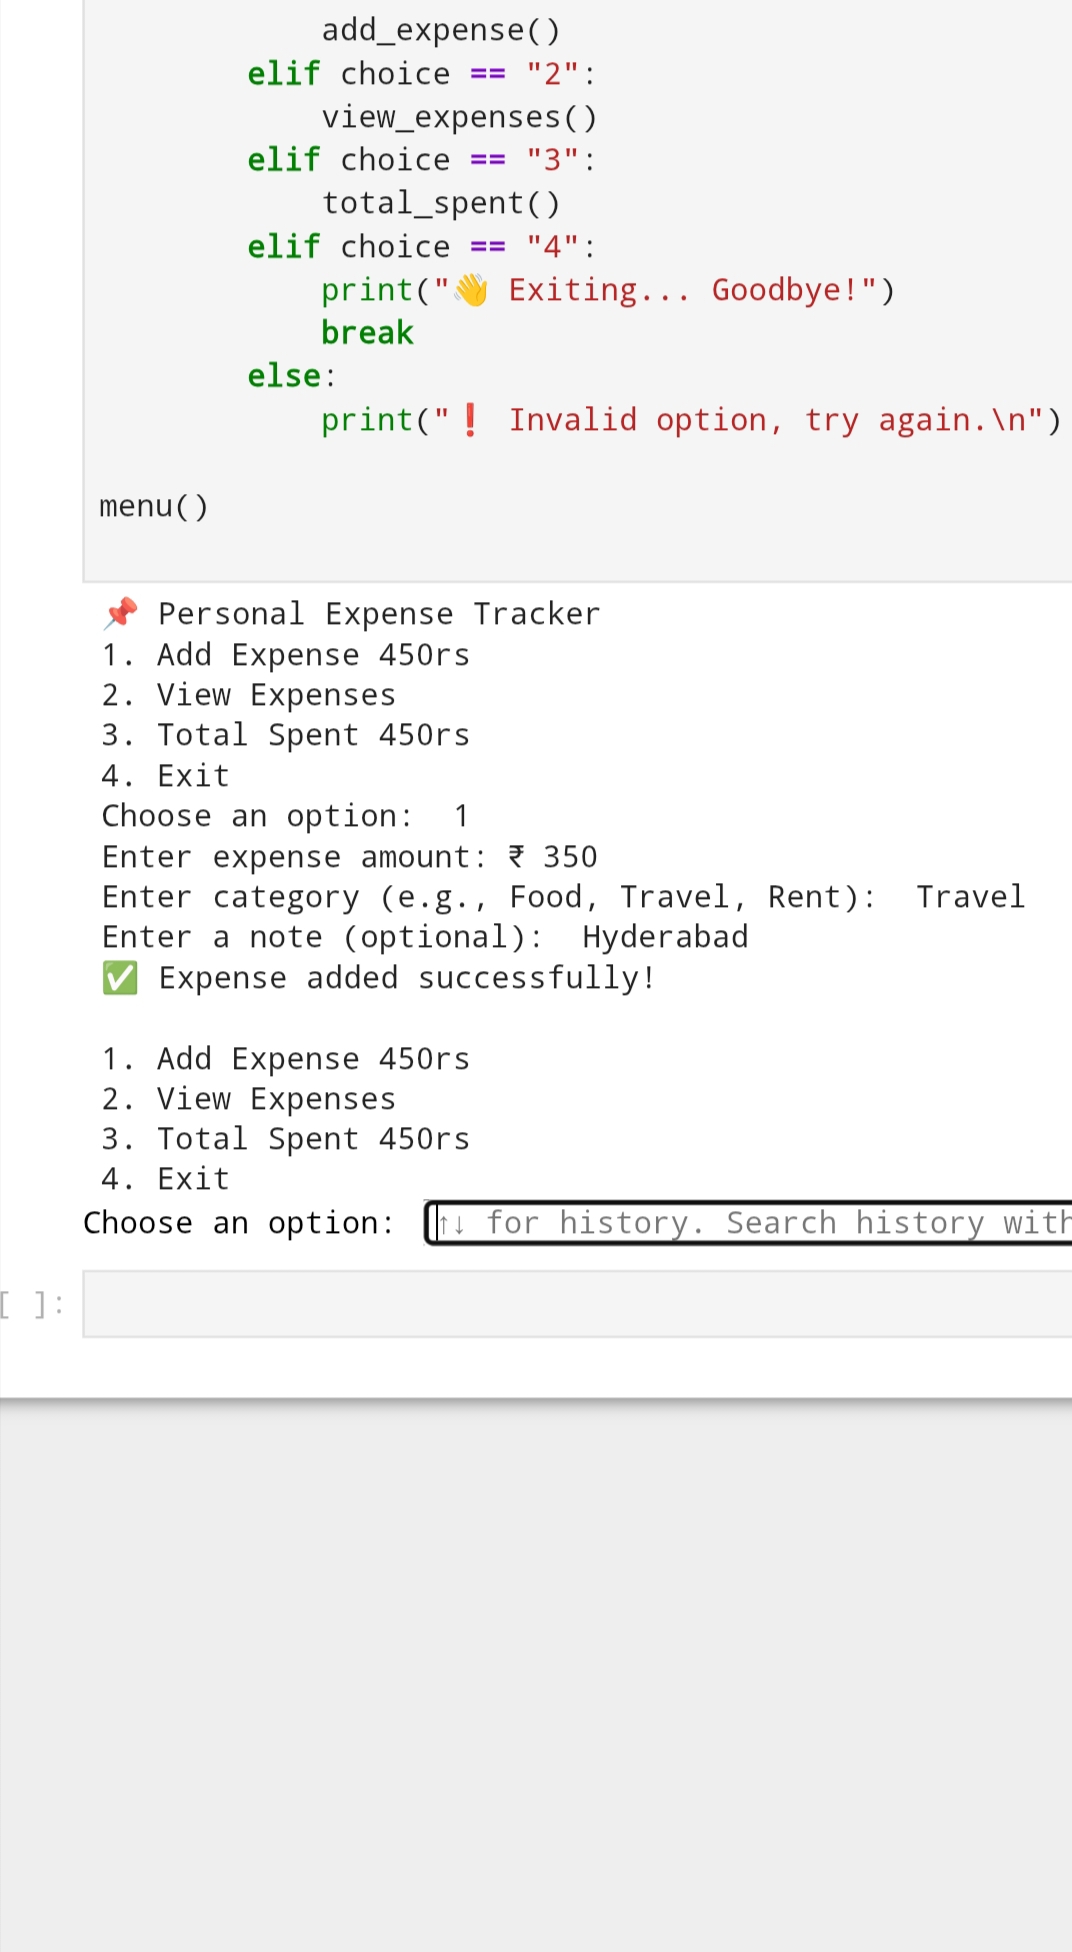 add_expense()
elif choice == "2":
view_expenses()
elif choice == "3":
total_spent()
elif choice == "4":
print("👋 Exiting... Goodbye!")
break
else:
print("❗ Invalid option, try again.\n")
menu()
📌 Personal Expense Tracker
1. Add Expense 450rs
2. View Expenses
3. Total Spent 450rs
4. Exit
Choose an option:  1
Enter expense amount: ₹ 350
Enter category (e.g., Food, Travel, Rent):  Travel
Enter a note (optional):  Hyderabad
✅ Expense added successfully!
1. Add Expense 450rs
2. View Expenses
3. Total Spent 450rs
4. Exit
Choose an option: ↑↓ for history. Search history with
[ ]: